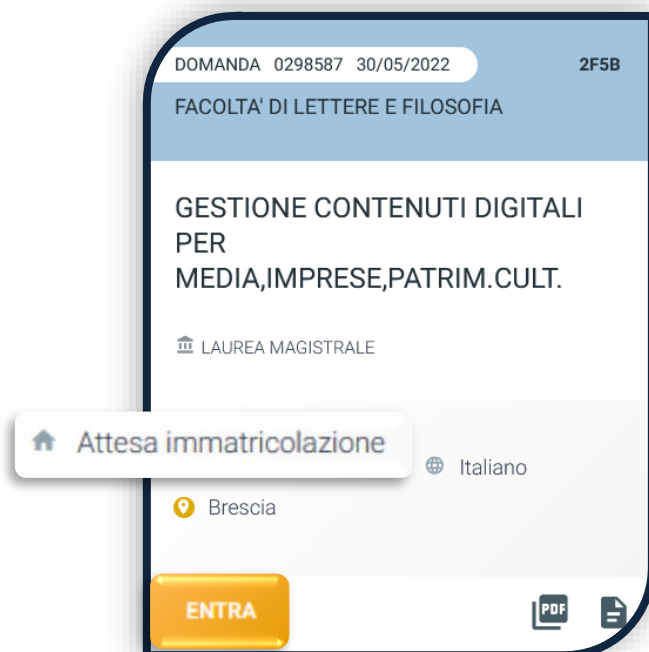 DOMANDA 0298587 30/05/2022 2F5B
FACOLTA' DI LETTERE E FILOSOFIA
GESTIONE CONTENUTI DIGITALI
PER
MEDIA,IMPRESE,PATRIM.CULT.
LAUREA MAGISTRALE
Attesa immatricolazione
Italiano
Brescia
ENTRA
PDF